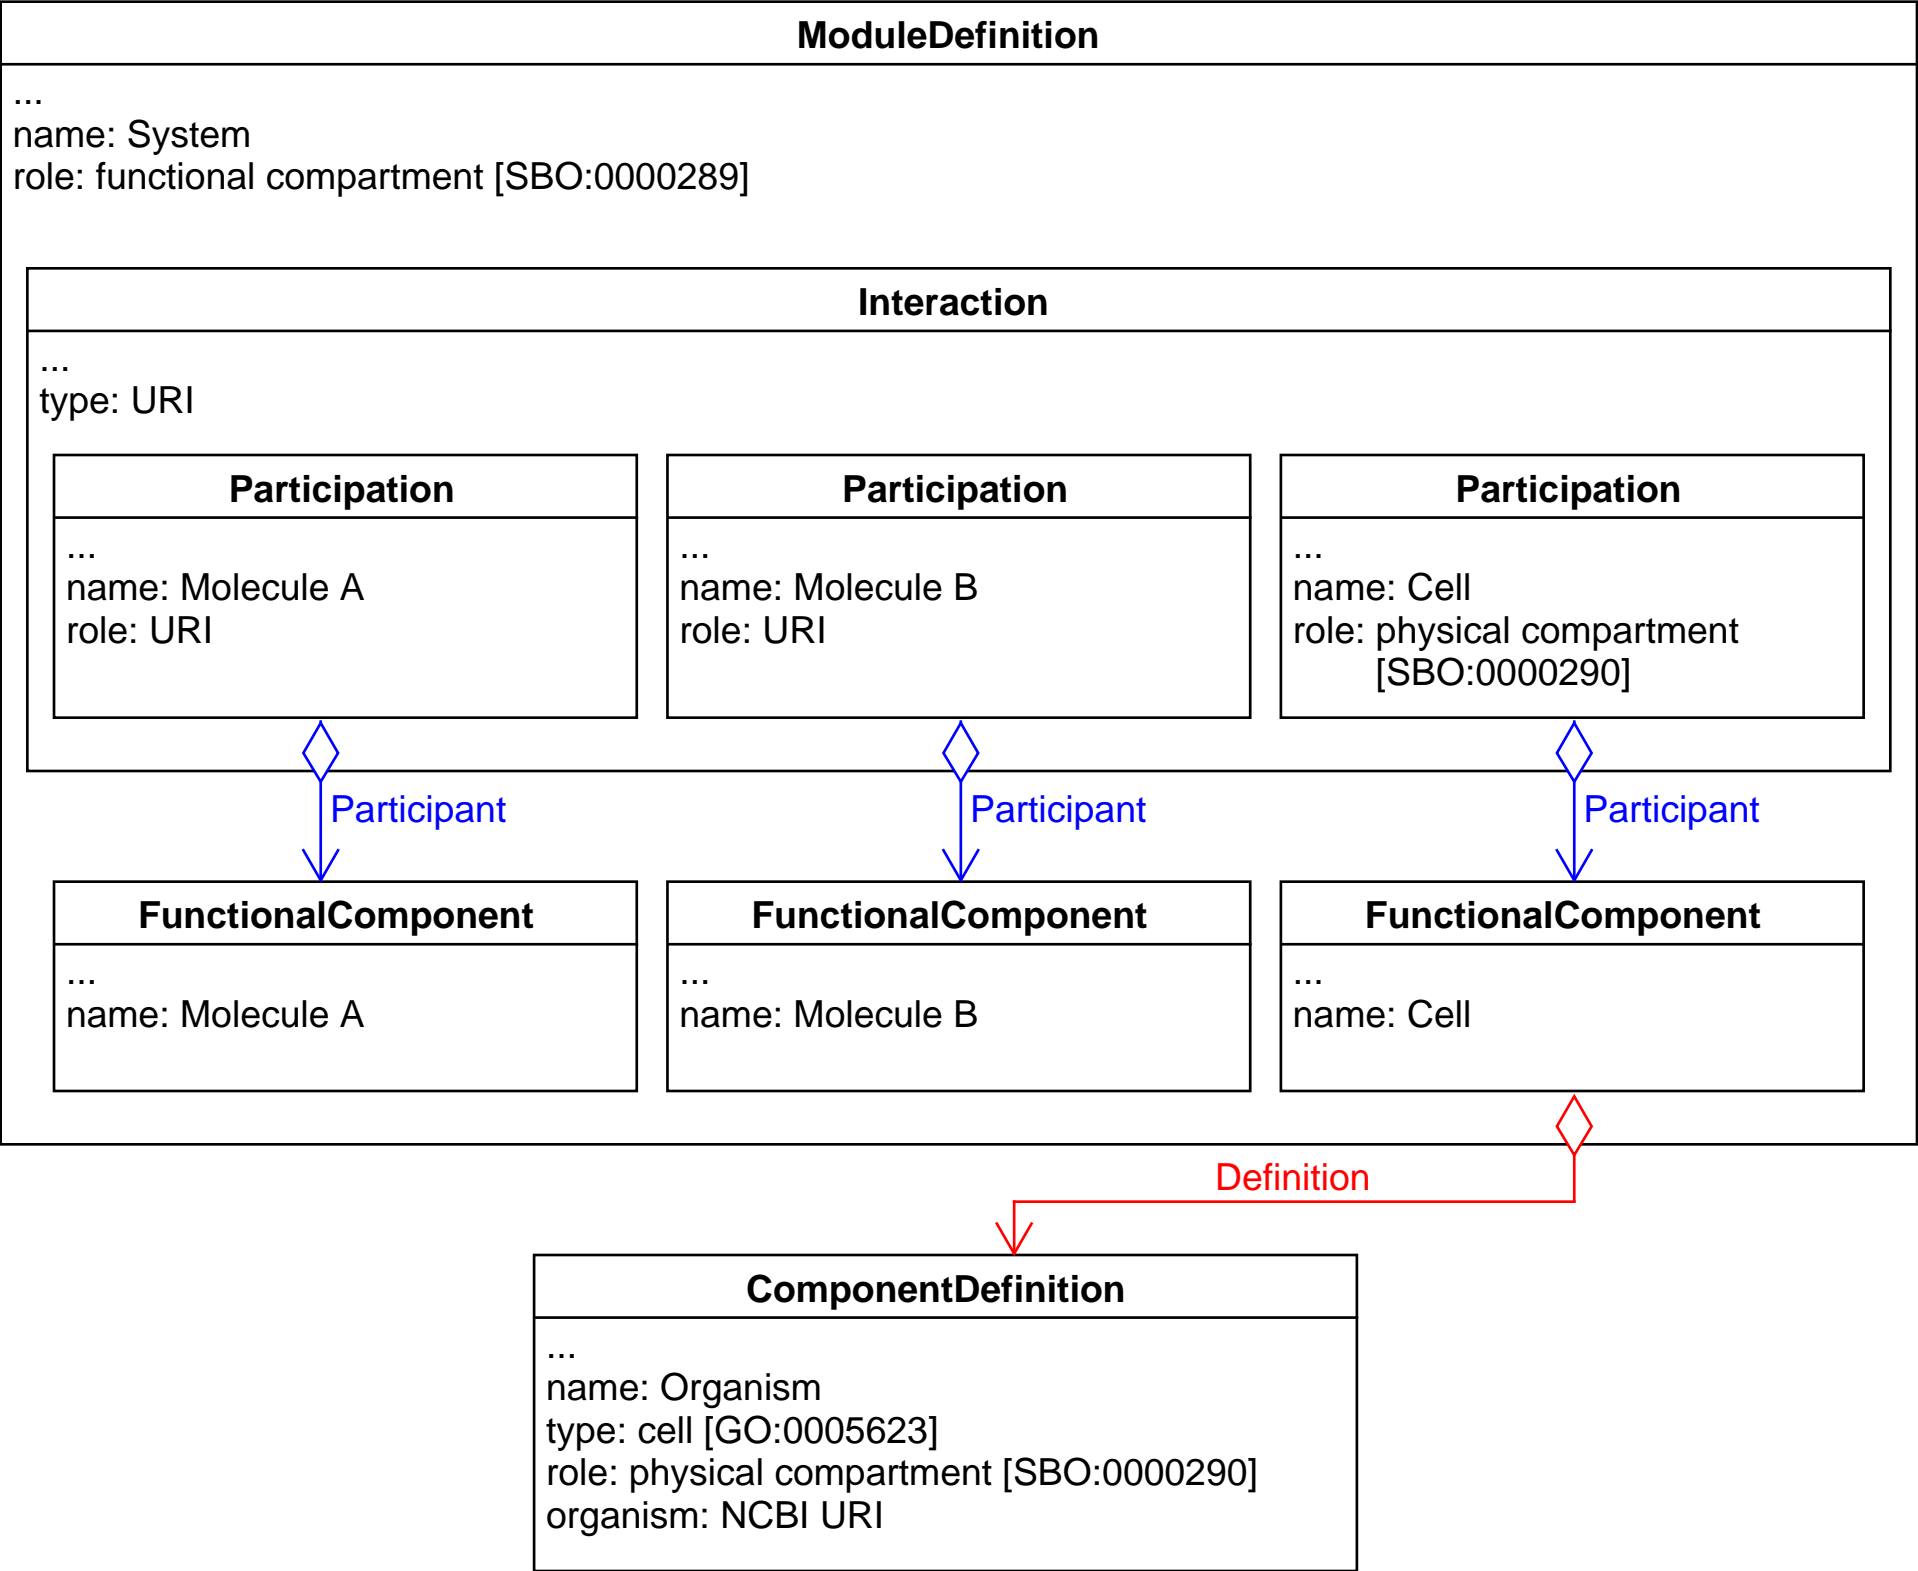 ModuleDefinition
...
name: System
role: functional compartment [SBO:0000289]
Interaction
...
type: URI
Participation
...
name: Molecule A
role: URI
Participation
...
name: Molecule B
role: URI
Participation
...
name: Cell
role: physical compartment
[SBO:0000290]
Participant
Participant
Participant
FunctionalComponent
...
name: Molecule A
FunctionalComponent
...
name: Molecule B
FunctionalComponent
...
name: Cell
Definition
ComponentDefinition
...
name: Organism
type: cell [GO:0005623]
role: physical compartment [SBO:0000290]
organism: NCBI URI